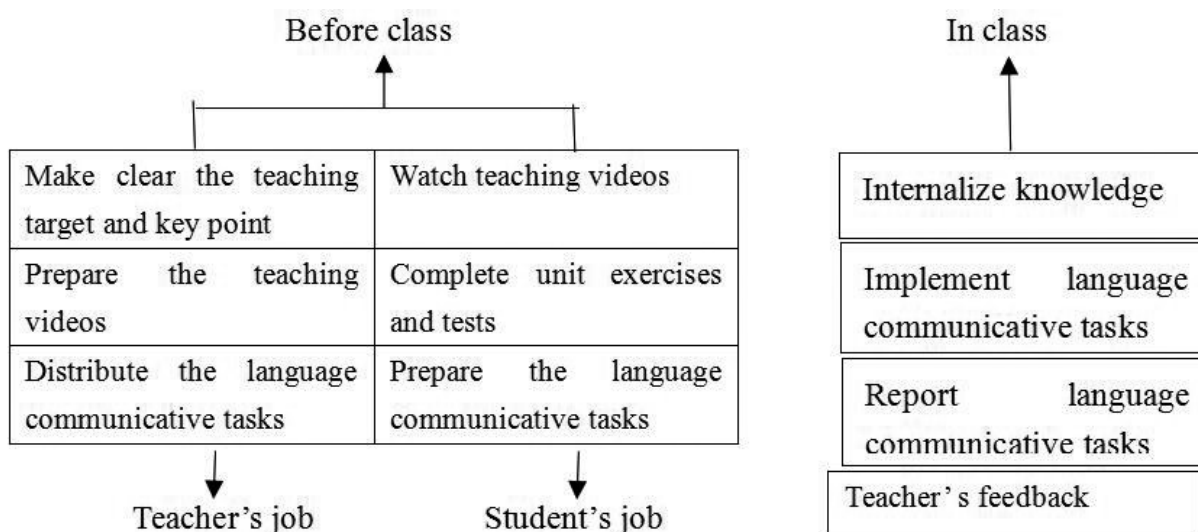 Before class
In class
Make clear the teaching
target and key point
Watch teaching videos
Prepare the teaching
videos
Complete unit exercises
and tests
Distribute the language
communicative tasks
Prepare the language
communicative tasks
Teacher’s job
Student’s job
Internalize knowledge
Implement language
communicative tasks
Report language
communicative tasks
Teacher’s feedback